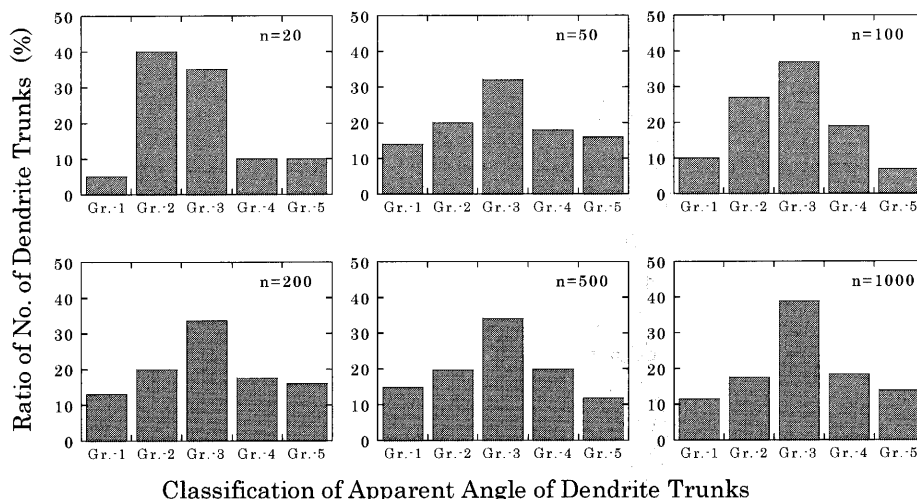 Ratio of No. of Dendrite Trunks (%)
50 40 30 20 10 0
n=20
Gr.-1 Gr.-2 Gr.-3 Gr.-4 Gr.-5
50 40 30 20 10 0
n=50
Gr.-1 Gr.-2 Gr.-3 Gr.-4 Gr.-5
50 40 30 20 10 0
n=100
Gr.-1 Gr.-2 Gr.-3 Gr.-4 Gr.-5
50 40 30 20 10 0
n=200
Gr.-1 Gr.-2 Gr.-3 Gr.-4 Gr.-5
50 40 30 20 10 0
n=500
Gr.-1 Gr.-2 Gr.-3 Gr.-4 Gr.-5
50 40 30 20 10 0
n=1000
Gr.-1 Gr.-2 Gr.-3 Gr.-4 Gr.-5
Classification of Apparent Angle of Dendrite Trunks